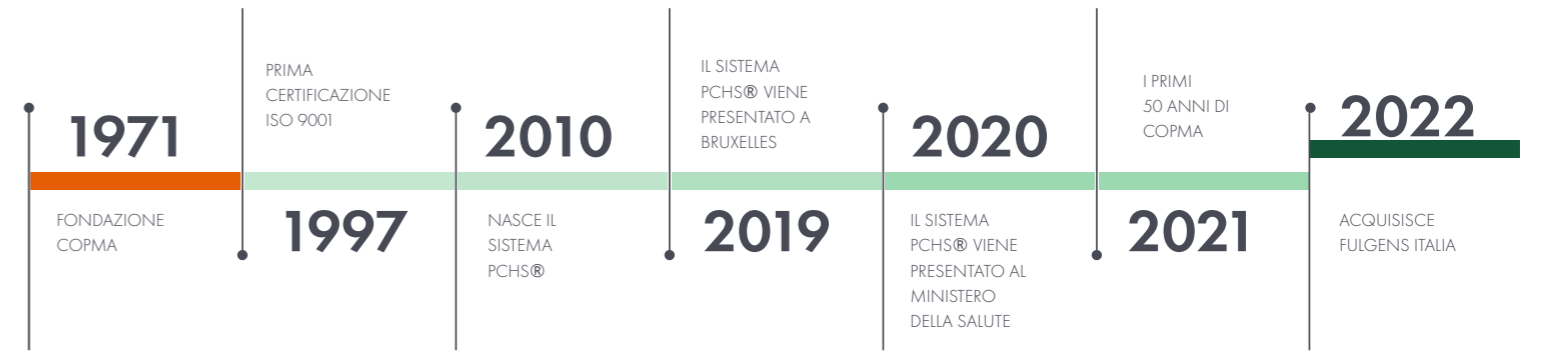 1971
FONDAZIONE
COPMA
PRIMA
CERTIFICAZIONE
ISO 9001
1997
2010
NASCE IL
SISTEMA
PCHS®
IL SISTEMA
PCHS® VIENE
PRESENTATO A
BRUXELLES
2019
2020
IL SISTEMA
PCHS® VIENE
PRESENTATO AL
MINISTERO
DELLA SALUTE
I PRIMI
50 ANNI DI
COPMA
2021
2022
ACQUISISCE
FULGENS ITALIA